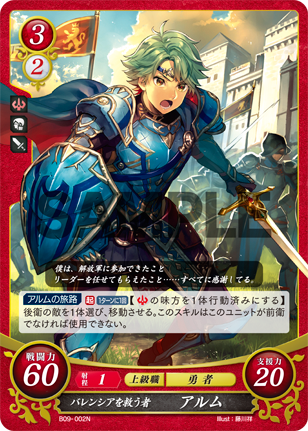 3
2
SAMPLE
僕は、解放軍に参加できたこと
リーダーを任せてもらえたこと……すべてに感謝してる。
アルムの旅路 起 1ターンに1回 【 の味方を1体行動済みにする】
後衛の敵を1体選び、移動させる。このスキルはこのユニットが前衛
でなければ使用できない。
戦闘力
60
射程 1 上級職 勇者
支援力
20
バレンシアを救う者 アルム
B09-002N
Illust:藤川祥